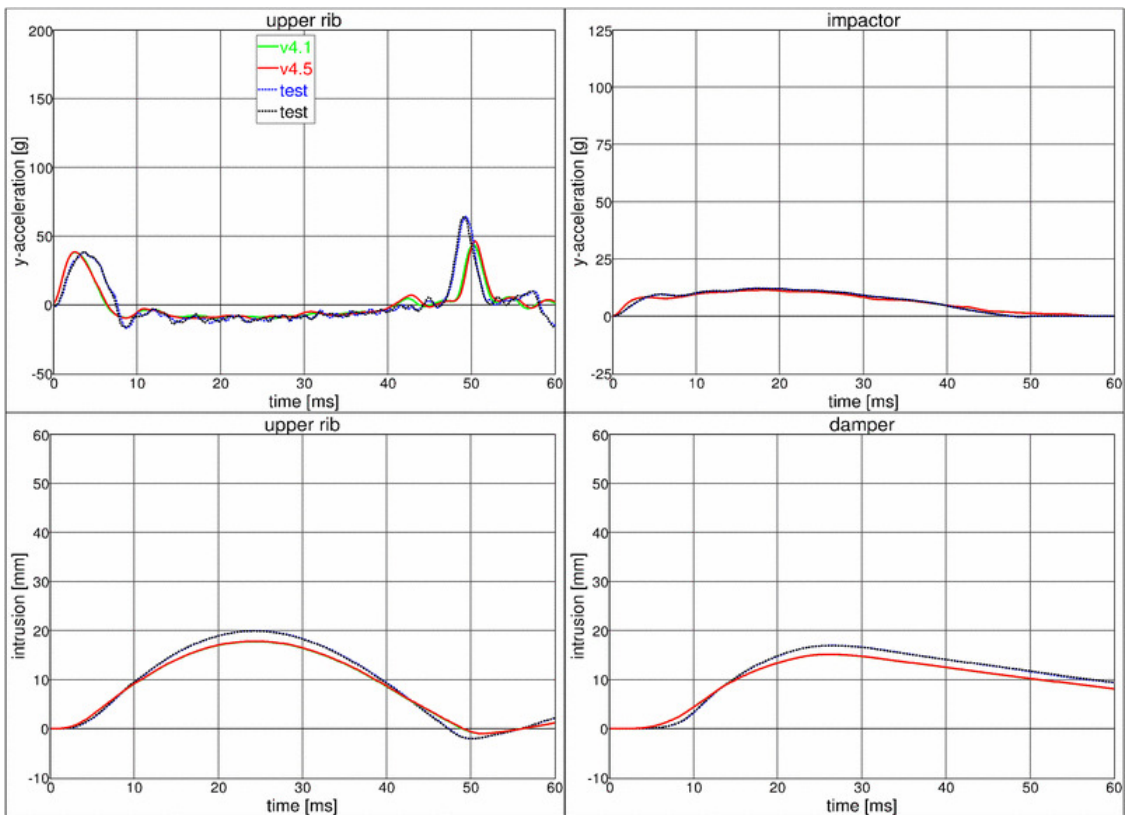 upper rib
200
150
100
50
0
-50
y-acceleration [g]
v4.1
v4.5
test
test
0 10 20 30 40 50 60
time [ms]
impactor
125
100
75
50
25
0
-25
y-acceleration [g]
0 10 20 30 40 50 60
time [ms]
upper rib
60
50
40
30
20
10
0
-10
intrusion [mm]
0 10 20 30 40 50 60
time [ms]
damper
60
50
40
30
20
10
0
-10
intrusion [mm]
0 10 20 30 40 50 60
time [ms]